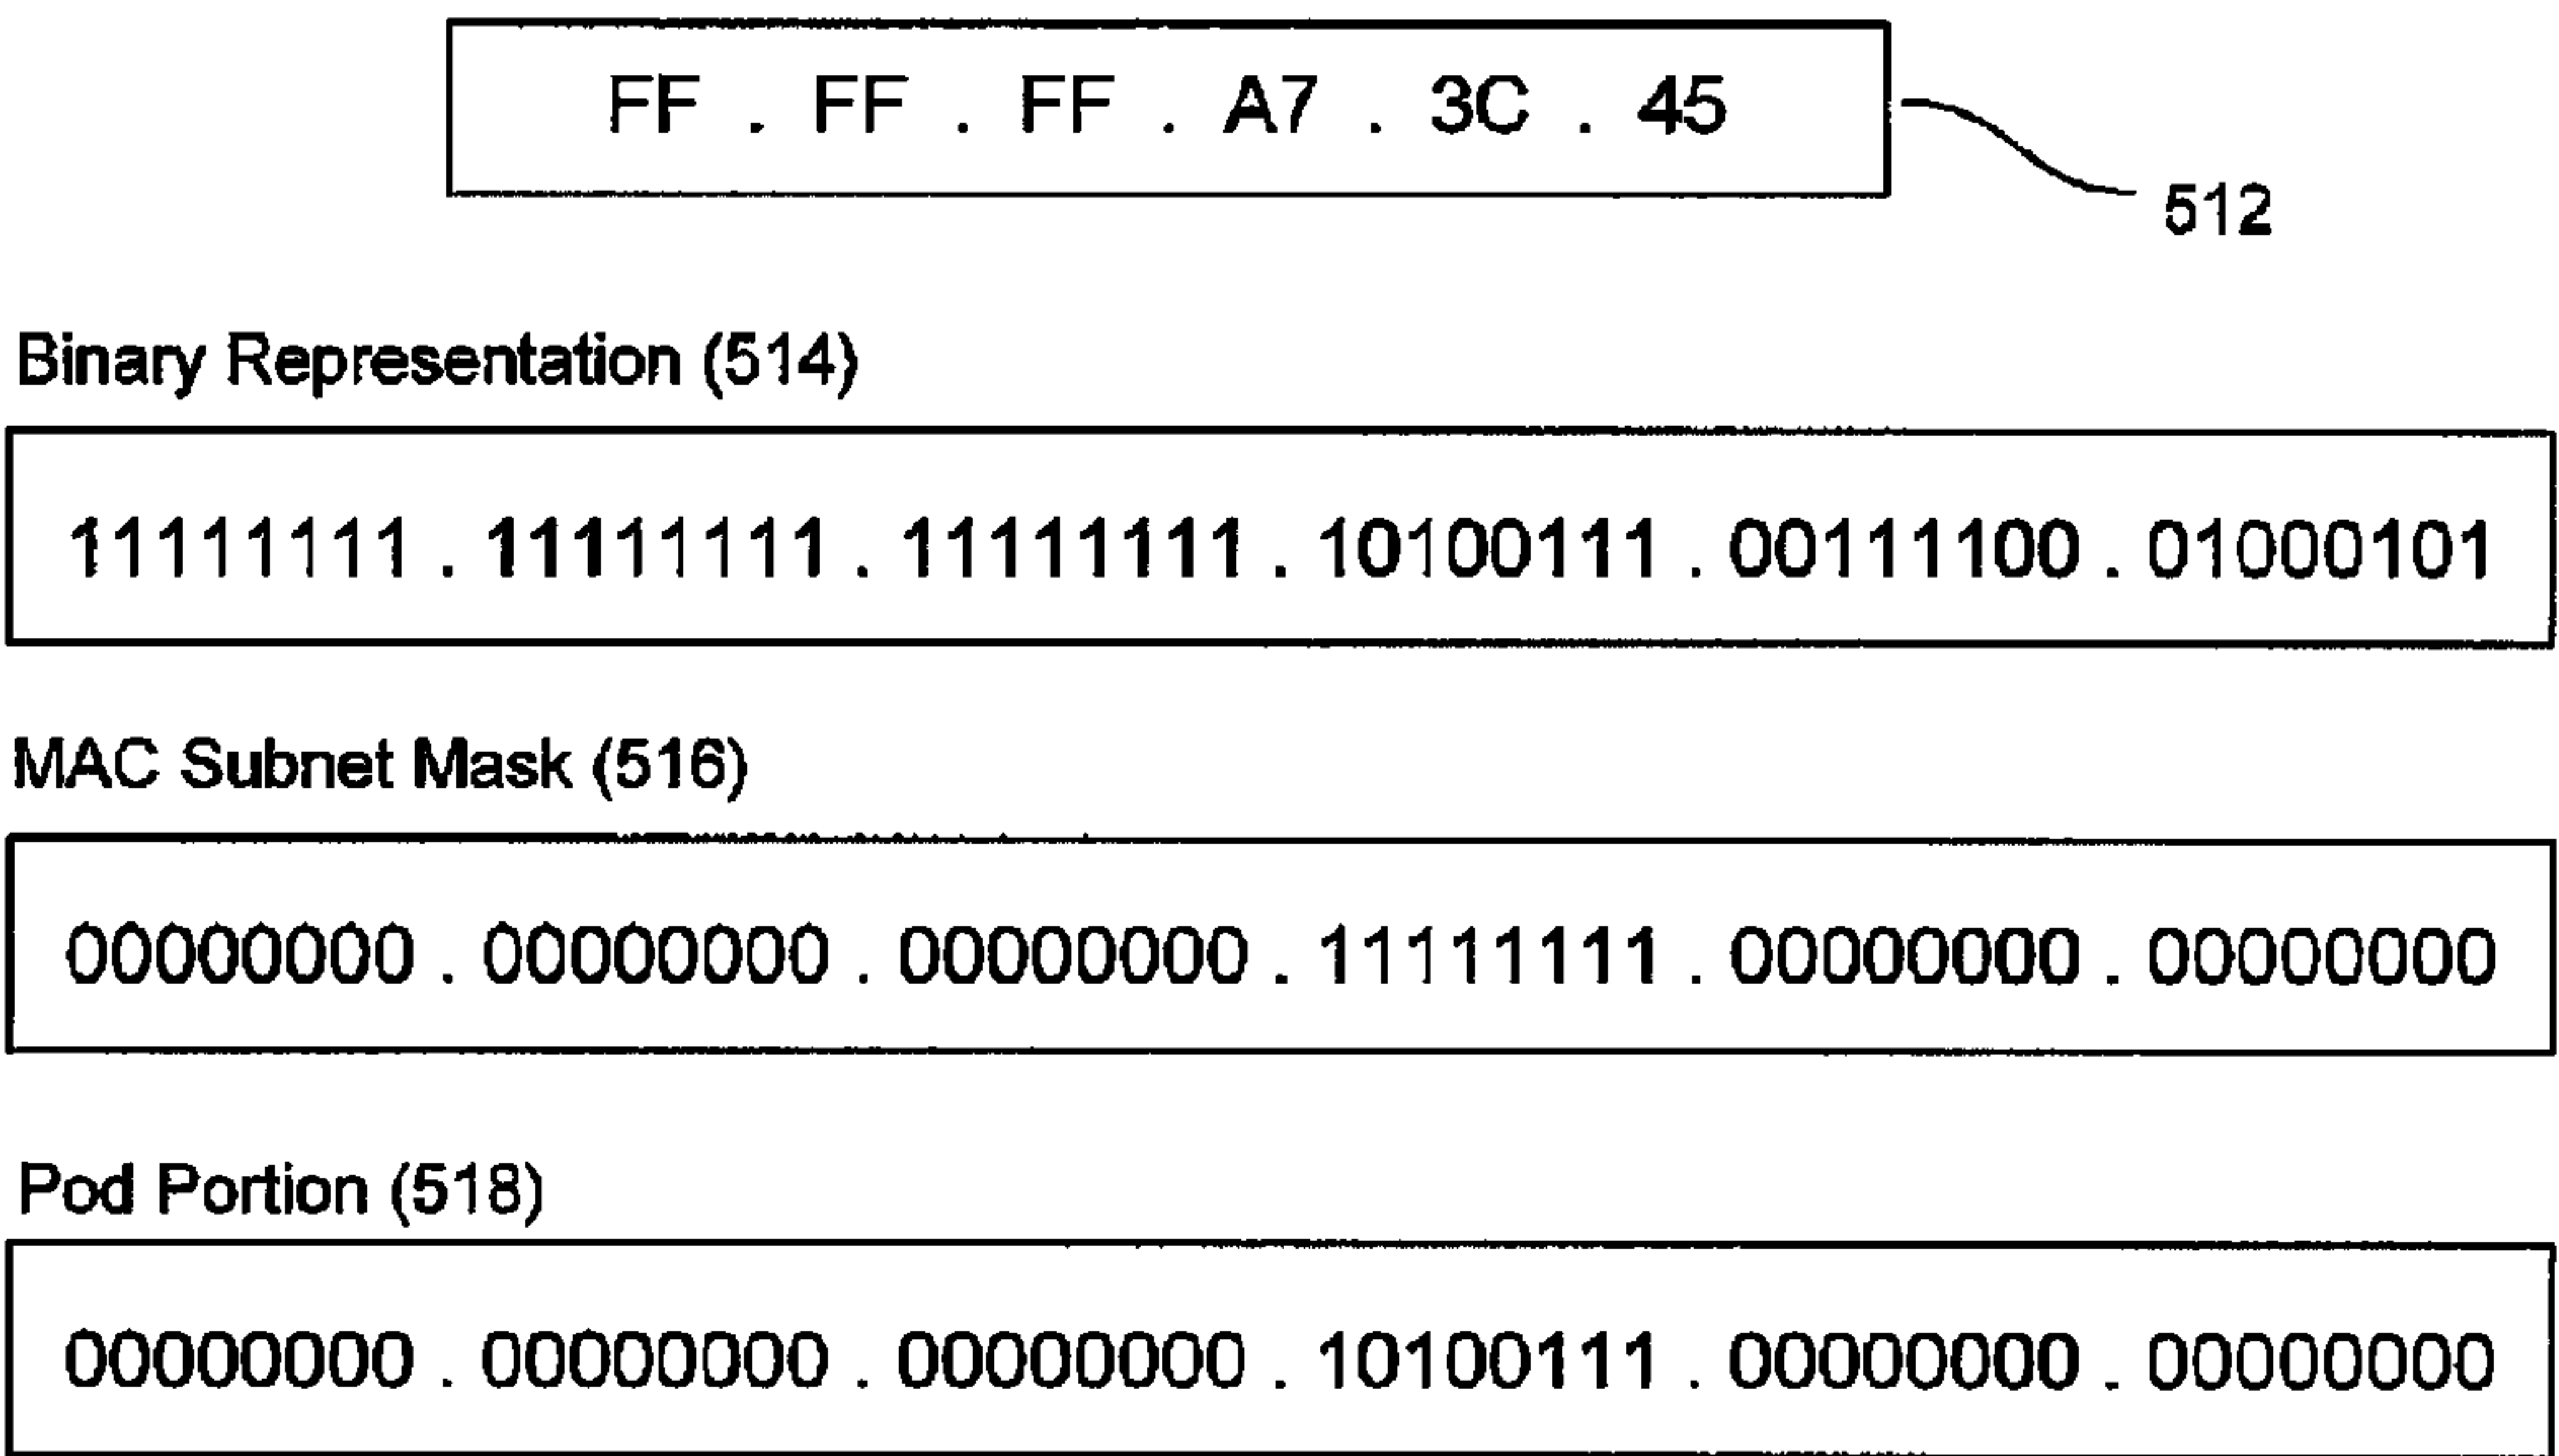 FF . FF . FF . A7 . 3C . 45
512
Binary Representation (514)
11111111 . 11111111 . 11111111 . 10100111 . 00111100 . 01000101
MAC Subnet Mask (516)
00000000 . 00000000 . 00000000 . 11111111 . 00000000 . 00000000
Pod Portion (518)
00000000 . 00000000 . 00000000 . 10100111 . 00000000 . 00000000